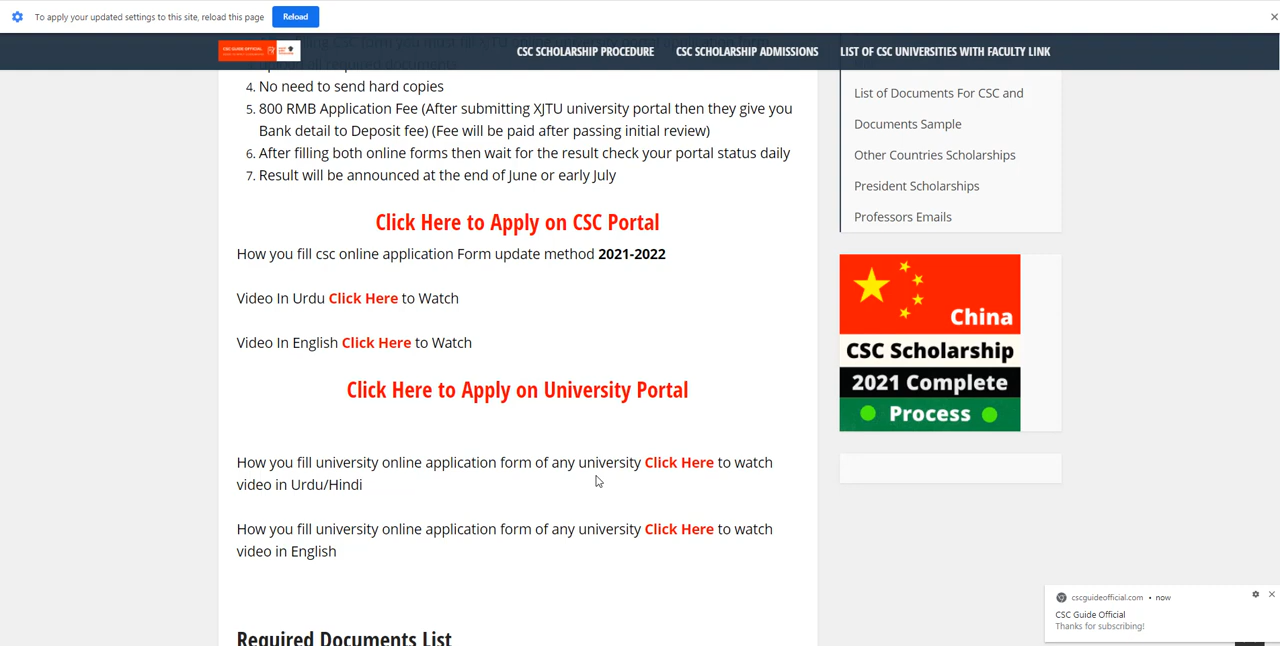 To apply your updated settings to this site, reload this page
Reload
CSC GUIDE OFFICIAL
CSC SCHOLARSHIP PROCEDURE
CSC SCHOLARSHIP ADMISSIONS
LIST OF CSC UNIVERSITIES WITH FACULTY LINK
4. No need to send hard copies
5. 800 RMB Application Fee (After submitting XJTU university portal then they give you
Bank detail to Deposit fee) (Fee will be paid after passing initial review)
6. After filling both online forms then wait for the result check your portal status daily
7. Result will be announced at the end of June or early July
Click Here to Apply on CSC Portal
How you fill csc online application Form update method 2021-2022
Video In Urdu Click Here to Watch
Video In English Click Here to Watch
Click Here to Apply on University Portal
How you fill university online application form of any university Click Here to watch
video in Urdu/Hindi
How you fill university online application form of any university Click Here to watch
video in English
Required Documents List
List of Documents For CSC and
Documents Sample
Other Countries Scholarships
President Scholarships
Professors Emails
China
CSC Scholarship
2021 Complete
Process
cscguideofficial.com • now
CSC Guide Official
Thanks for subscribing!